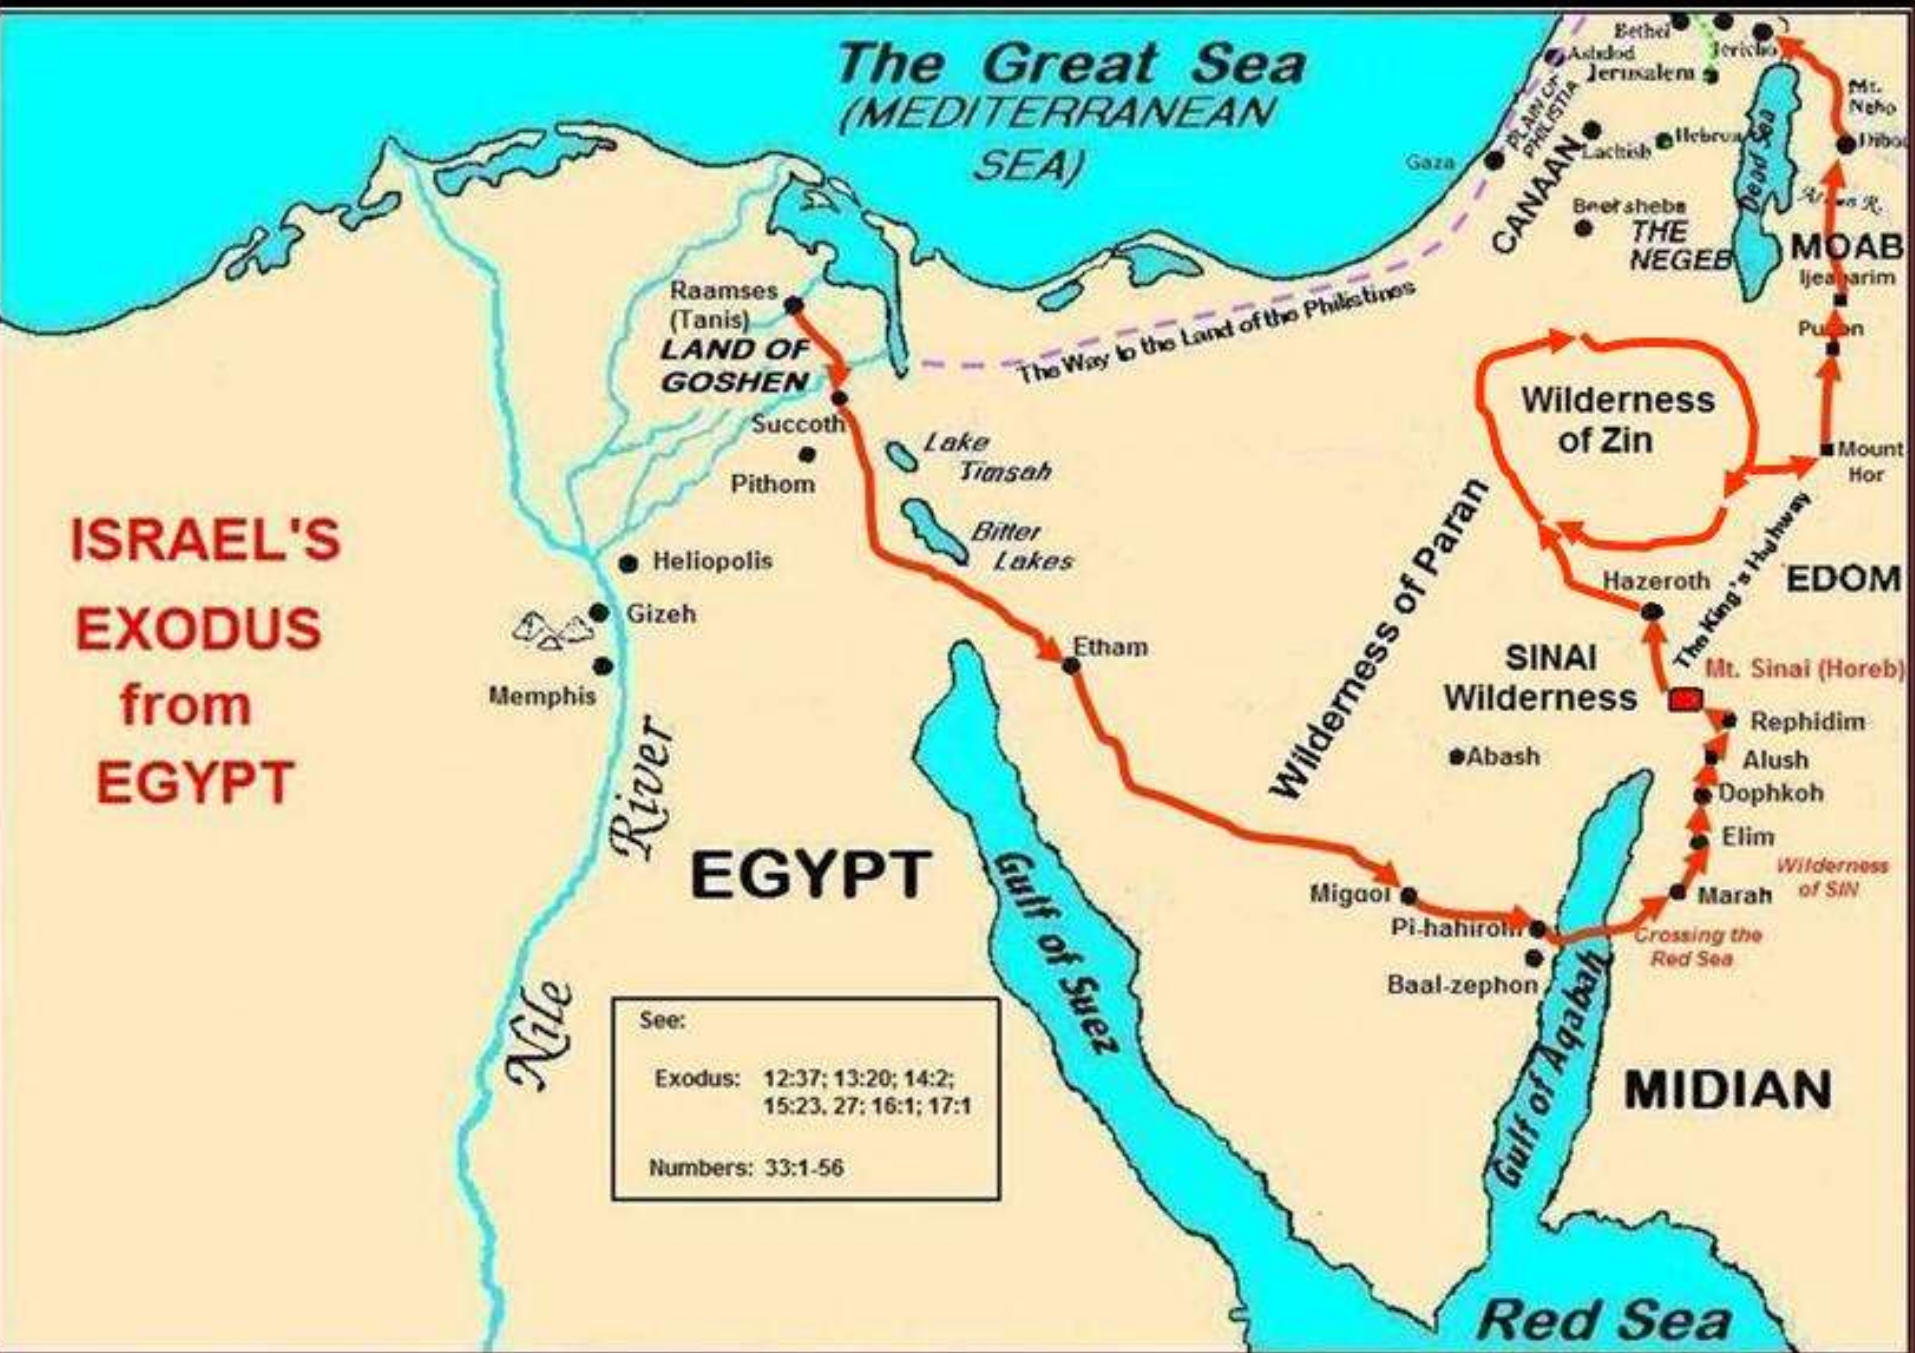 The Great Sea
(MEDITERRANEAN
SEA)
Bethel
Jericho
Ashdod
Jerusalem
PLAIN OF
PHILISTIA
Mt.
Nebo
Gaza
Lachish
Hebron
Dead Sea
Dibo
CANAAN
Beersheba
THE
NEGEB
R.
MOAB
Raamses
(Tanis)
LAND OF
GOSHEN
The Way to the Land of the Philistines
Succoth
Pithom
Lake
Timsah
Bitter
Lakes
Wilderness
of Zin
Mount
Hor
ISRAEL'S
EXODUS
from
EGYPT
Heliopolis
Gizeh
Memphis
Etham
Wilderness of Paran
Hazeroth
The King's Highway
EDOM
SINAI
Wilderness
Mt. Sinai (Horeb)
Rephidim
Abash
Alush
Dophkoh
Elim
Wilderness
of SIN
Marah
Nile River
EGYPT
Gulf of Suez
Migdol
Pi-hahiroth
Baal-zephon
Crossing the
Red Sea
Gulf of Aqabah
MIDIAN
See:
Exodus: 12:37; 13:20; 14:2;
15:23, 27; 16:1; 17:1
Numbers: 33:1-56
Red Sea